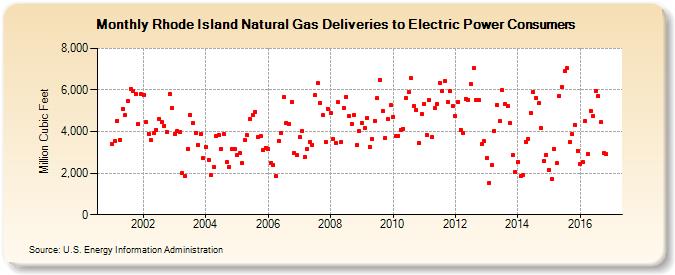 Monthly Rhode Island Natural Gas Deliveries to Electric Power Consumers
Million Cubic Feet
8,000
6,000
4,000
2,000
0
2002 2004 2006 2008 2010 2012 2014 2016
Source: U.S. Energy Information Administration